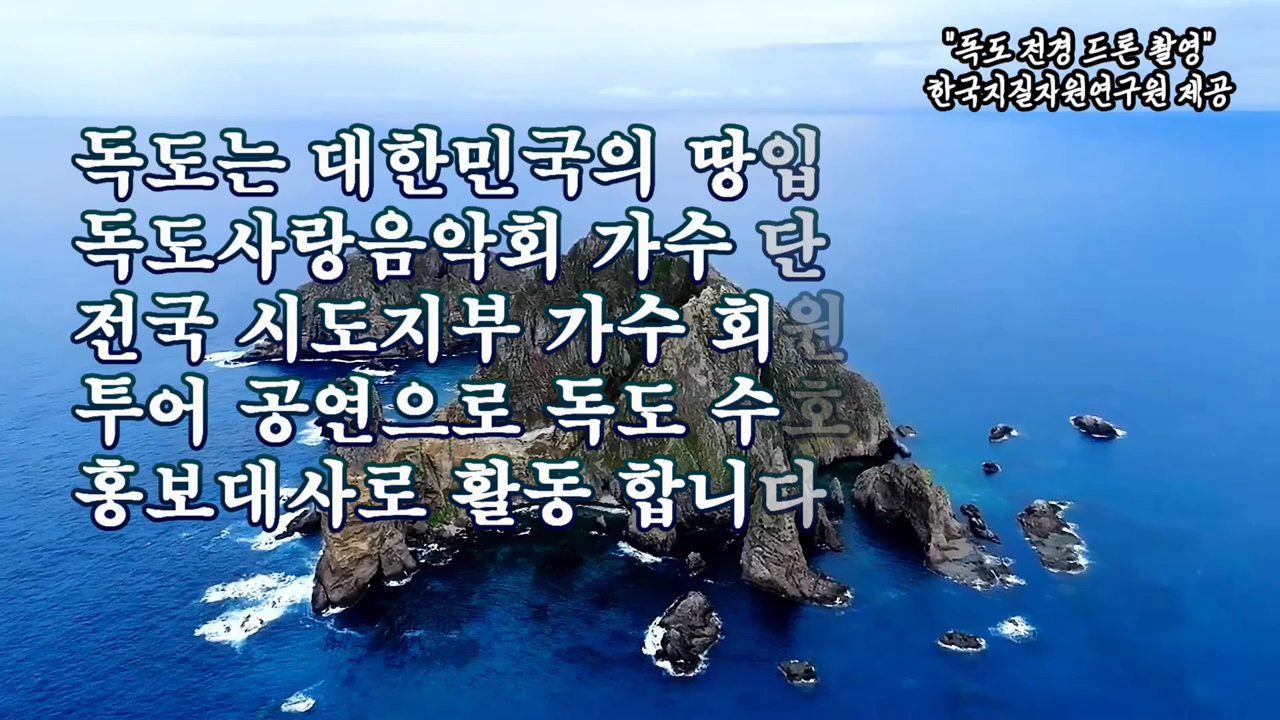 "독도 전경 드론 촬영"
한국지질자원연구원 제공
독도는 대한민국의 땅입
독도사랑음악회 가수 단
전국 시도지부 가수 회원
투어 공연으로 독도 수호
홍보대사로 활동 합니다